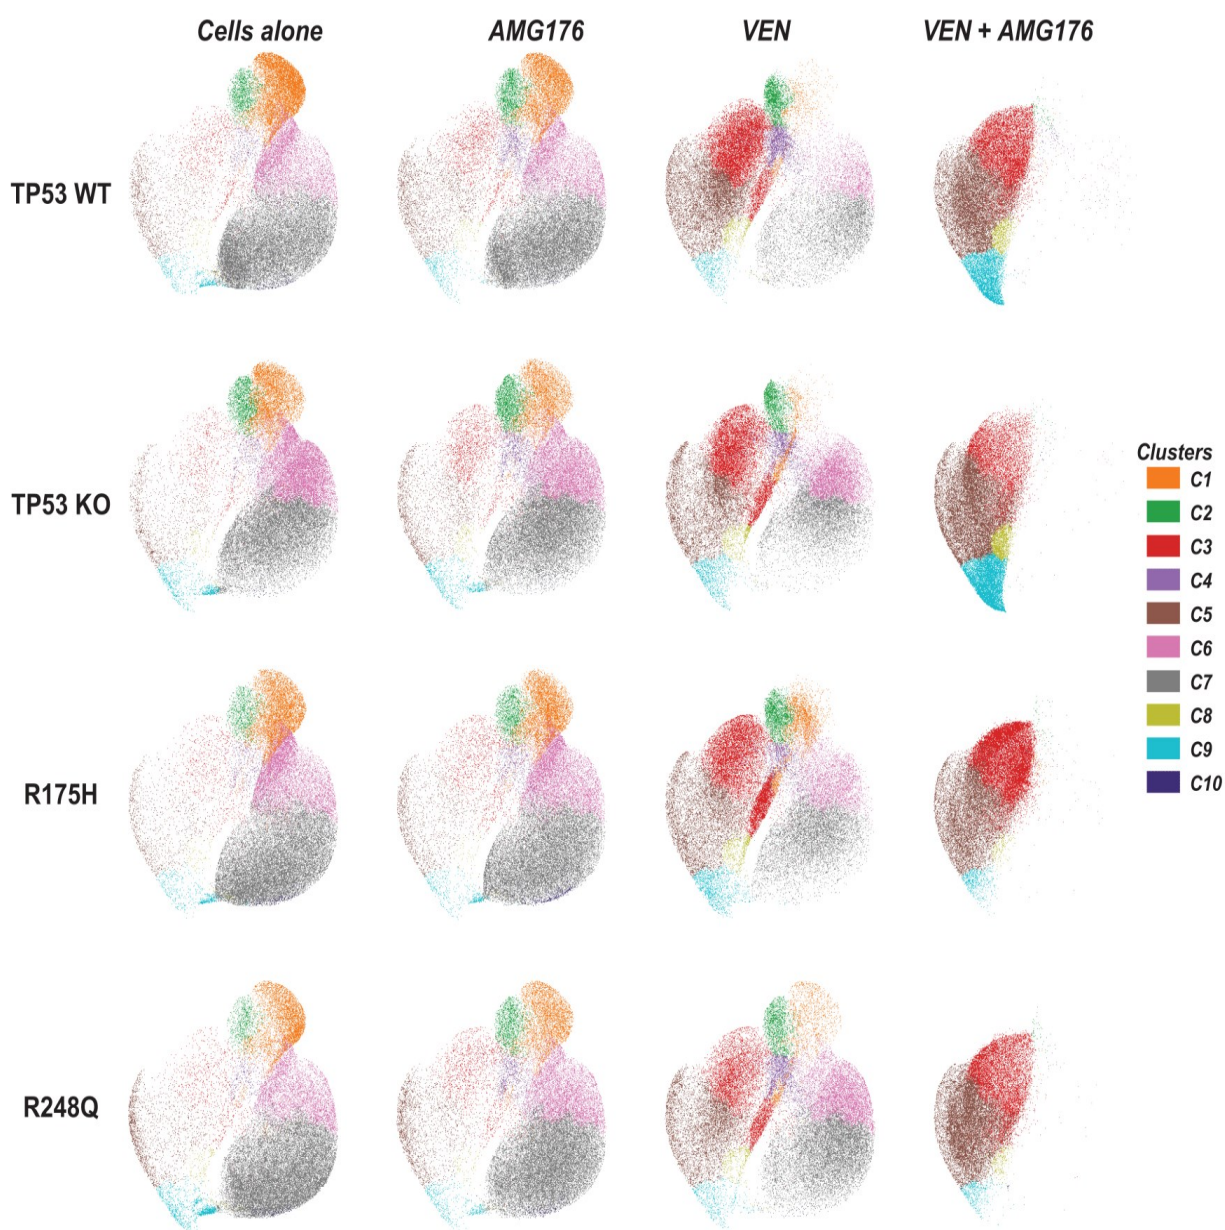 Cells alone AMG176 VEN VEN + AMG176
TP53 WT
TP53 KO
R175H
R248Q
Clusters
C1
C2
C3
C4
C5
C6
C7
C8
C9
C10